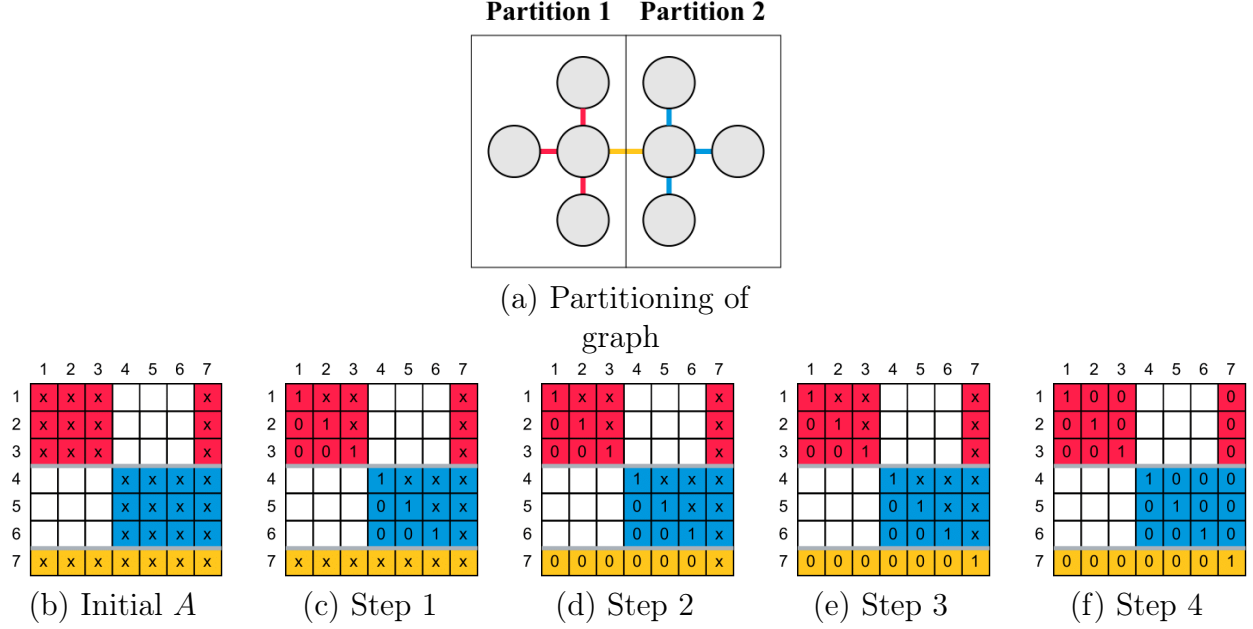 Partition 1 Partition 2
(a) Partitioning of
graph
1 2 3 4 5 6 7 1 2 3 4 5 6 7 1 2 3 4 5 6 7 1 2 3 4 5 6 7 1 2 3 4 5 6 7
1 x x x x 1 1 x x x 1 1 x x x 1 1 x x x 1 1 0 0 0
2 x x x x 2 0 1 x x 2 0 1 x x 2 0 1 x x 2 0 1 0 0
3 x x x x 3 0 0 1 x 3 0 0 1 x 3 0 0 1 x 3 0 0 1 0
4 x x x x 4 1 x x x 4 1 x x x 4 1 x x x 4 1 0 0 0
5 x x x x 5 0 1 x x 5 0 1 x x 5 0 1 x x 5 0 1 0 0
6 x x x x 6 0 0 1 x 6 0 0 1 x 6 0 0 1 x 6 0 0 1 0
7 x x x x x x x 7 x x x x x x x 7 0 0 0 0 0 0 x 7 0 0 0 0 0 0 1 7 0 0 0 0 0 0 1
(b) Initial A (c) Step 1 (d) Step 2 (e) Step 3 (f) Step 4